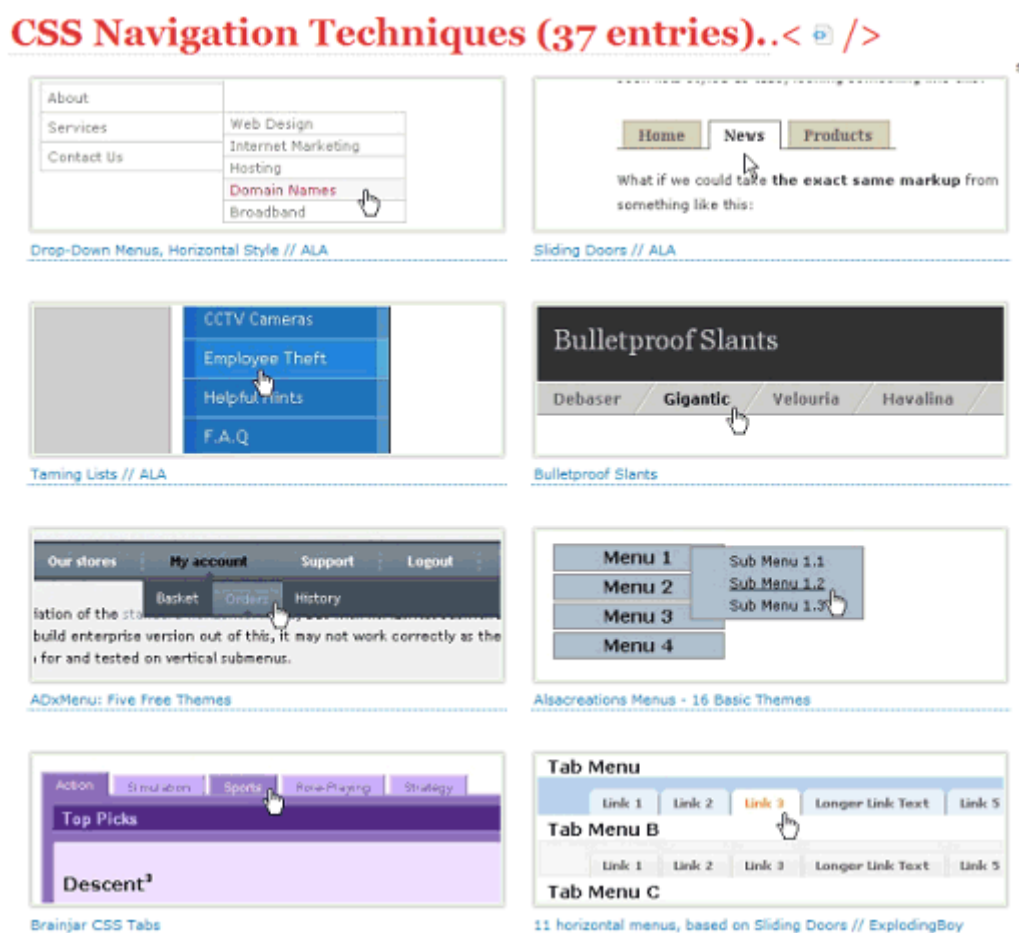 CSS Navigation Techniques (37 entries)..< />
About
Services
Contact Us
Web Design
Internet Marketing
Hosting
Domain Names
Broadband
Drop-Down Menus, Horizontal Style // ALA
Home News Products
What if we could take the exact same markup from
something like this:
Sliding Doors // ALA
CCTV Cameras
Employee Theft
Helpful Hints
F.A.Q
Taming Lists // ALA
Bulletproof Slants
Debaser Gigantic Velouria Havalina
Bulletproof Slants
Our stores My account Support Logout
Basket Orders History
iation of the
build enterprise version out of this, it may not work correctly as the
for and tested on vertical submenus.
ADxMenu: Five Free Themes
Menu 1
Menu 2
Menu 3
Menu 4
Sub Menu 1.1
Sub Menu 1.2
Sub Menu 1.3
Alsacreations Menus - 16 Basic Themes
Action Simulation Sports Role-Playing Strategy
Top Picks
Descent³
Brainjar CSS Tabs
Tab Menu
Link 1 Link 2 Link 3 Longer Link Text Link 5
Tab Menu B
Link 1 Link 2 Link 3 Longer Link Text Link 5
Tab Menu C
11 horizontal menus, based on Sliding Doors // ExplodingBoy